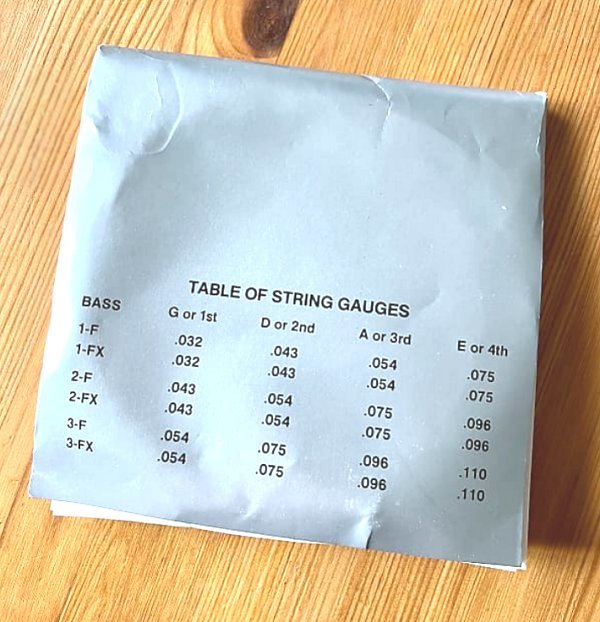 TABLE OF STRING GAUGES
BASS G or 1st D or 2nd A or 3rd E or 4th
1-F .032 .043 .054 .075
1-FX .032 .043 .054 .075
2-F .043 .054 .075 .096
2-FX .043 .054 .075 .096
3-F .054 .075 .096 .110
3-FX .054 .075 .096 .110